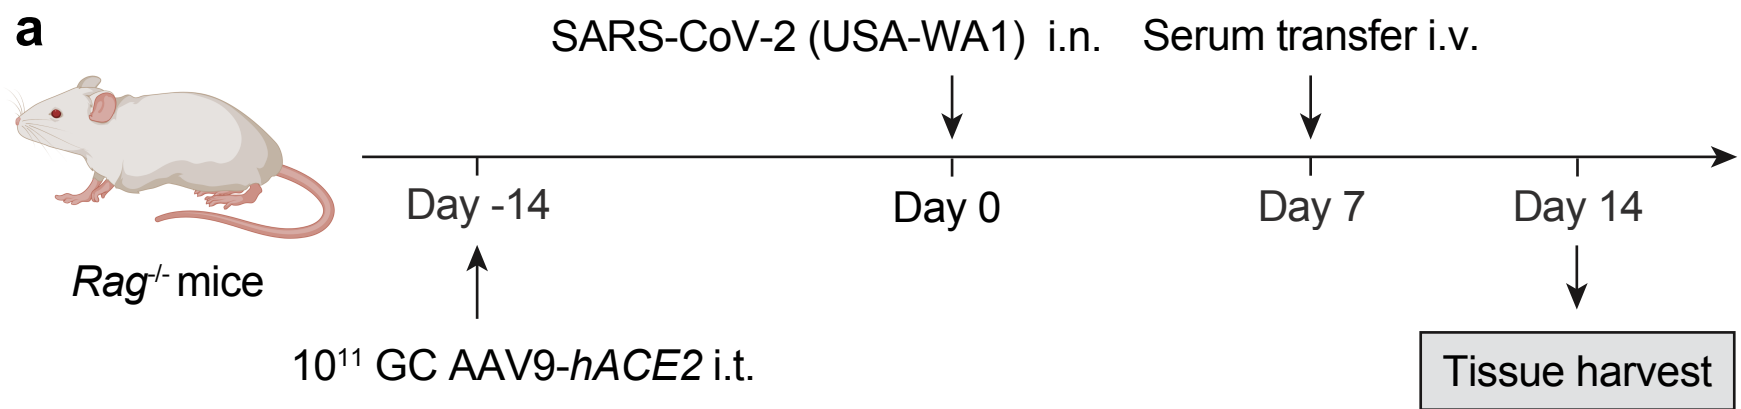 a
SARS-CoV-2 (USA-WA1) i.n.
Serum transfer i.v.
Day -14
Day 0
Day 7
Day 14
Rag-/- mice
10¹¹ GC AAV9-hACE2 i.t.
Tissue harvest